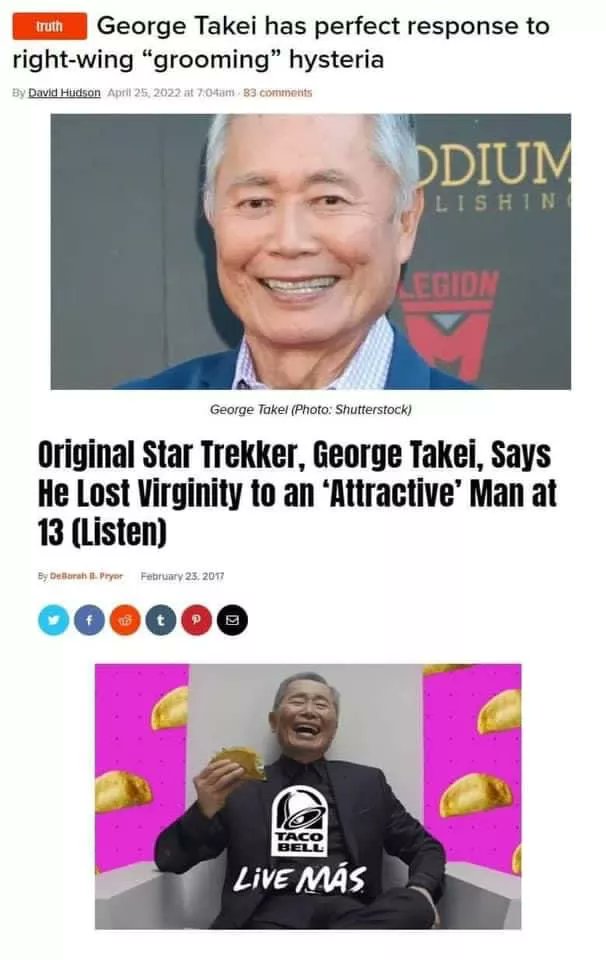 truth George Takei has perfect response to
right-wing “grooming” hysteria
By David Hudson April 25, 2022 at 7:04am · 83 comments
ODIUM
LISHING
LEGION
M
George Takei (Photo: Shutterstock)
Original Star Trekker, George Takei, Says
He Lost Virginity to an ‘Attractive’ Man at
13 (Listen)
By DeBorah B. Pryor February 23, 2017
f t
TACO
BELL
LIVE MÁS